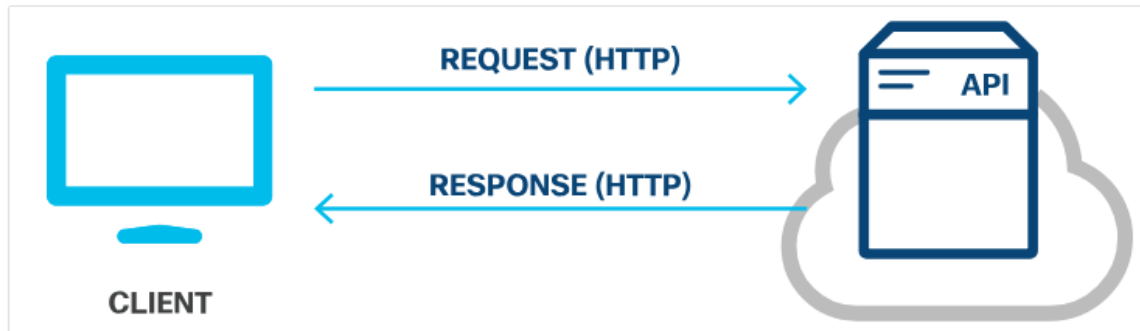 REQUEST (HTTP)
API
RESPONSE (HTTP)
CLIENT